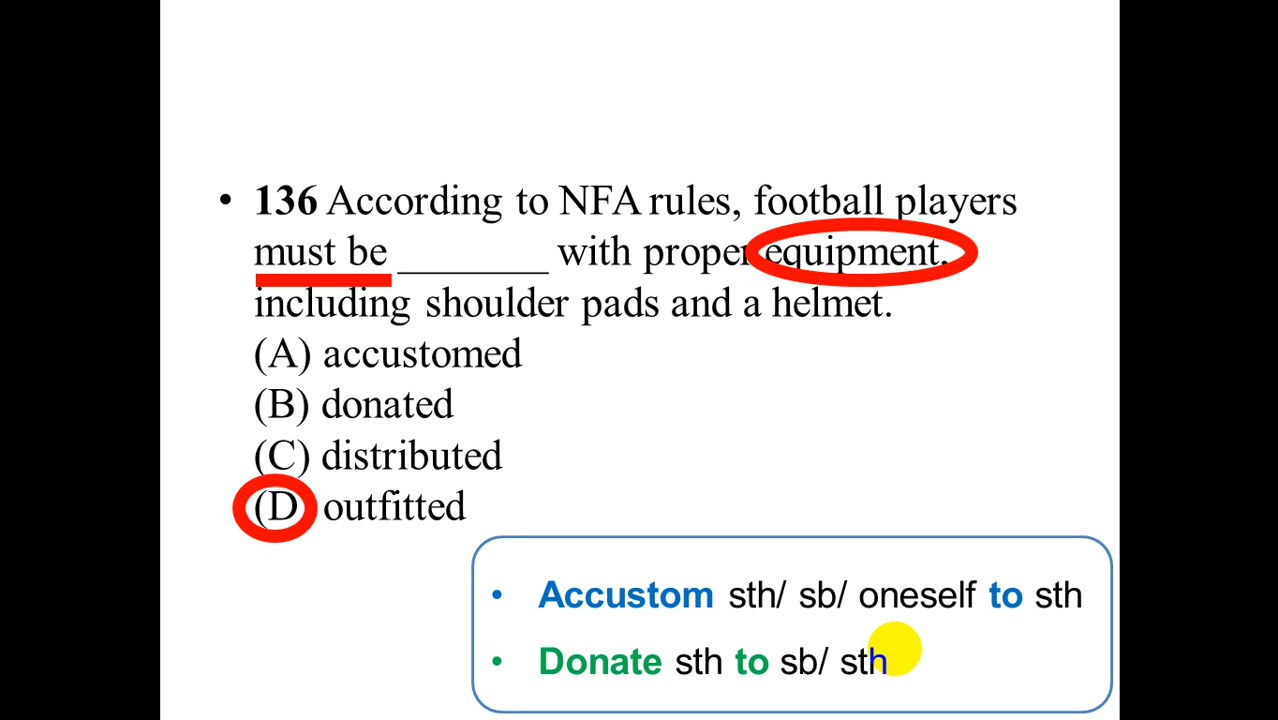 • 136 According to NFA rules, football players
must be _______ with proper equipment,
including shoulder pads and a helmet.
(A) accustomed
(B) donated
(C) distributed
(D) outfitted
• Accustom sth/ sb/ oneself to sth
• Donate sth to sb/ sth